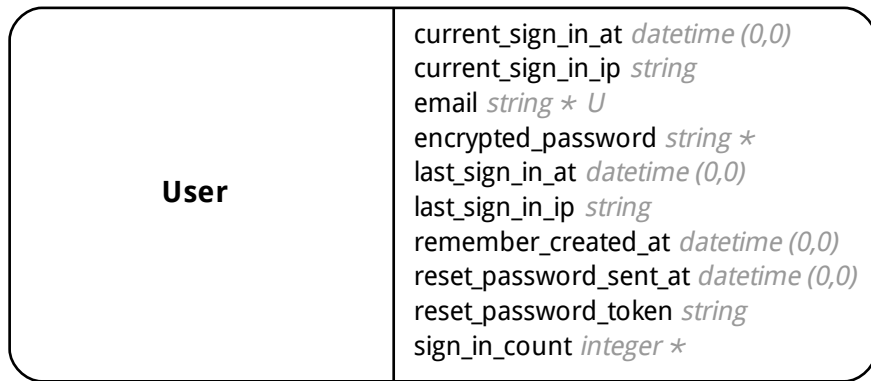 User
current_sign_in_at datetime (0,0)
current_sign_in_ip string
email string ∗ U
encrypted_password string ∗
last_sign_in_at datetime (0,0)
last_sign_in_ip string
remember_created_at datetime (0,0)
reset_password_sent_at datetime (0,0)
reset_password_token string
sign_in_count integer ∗